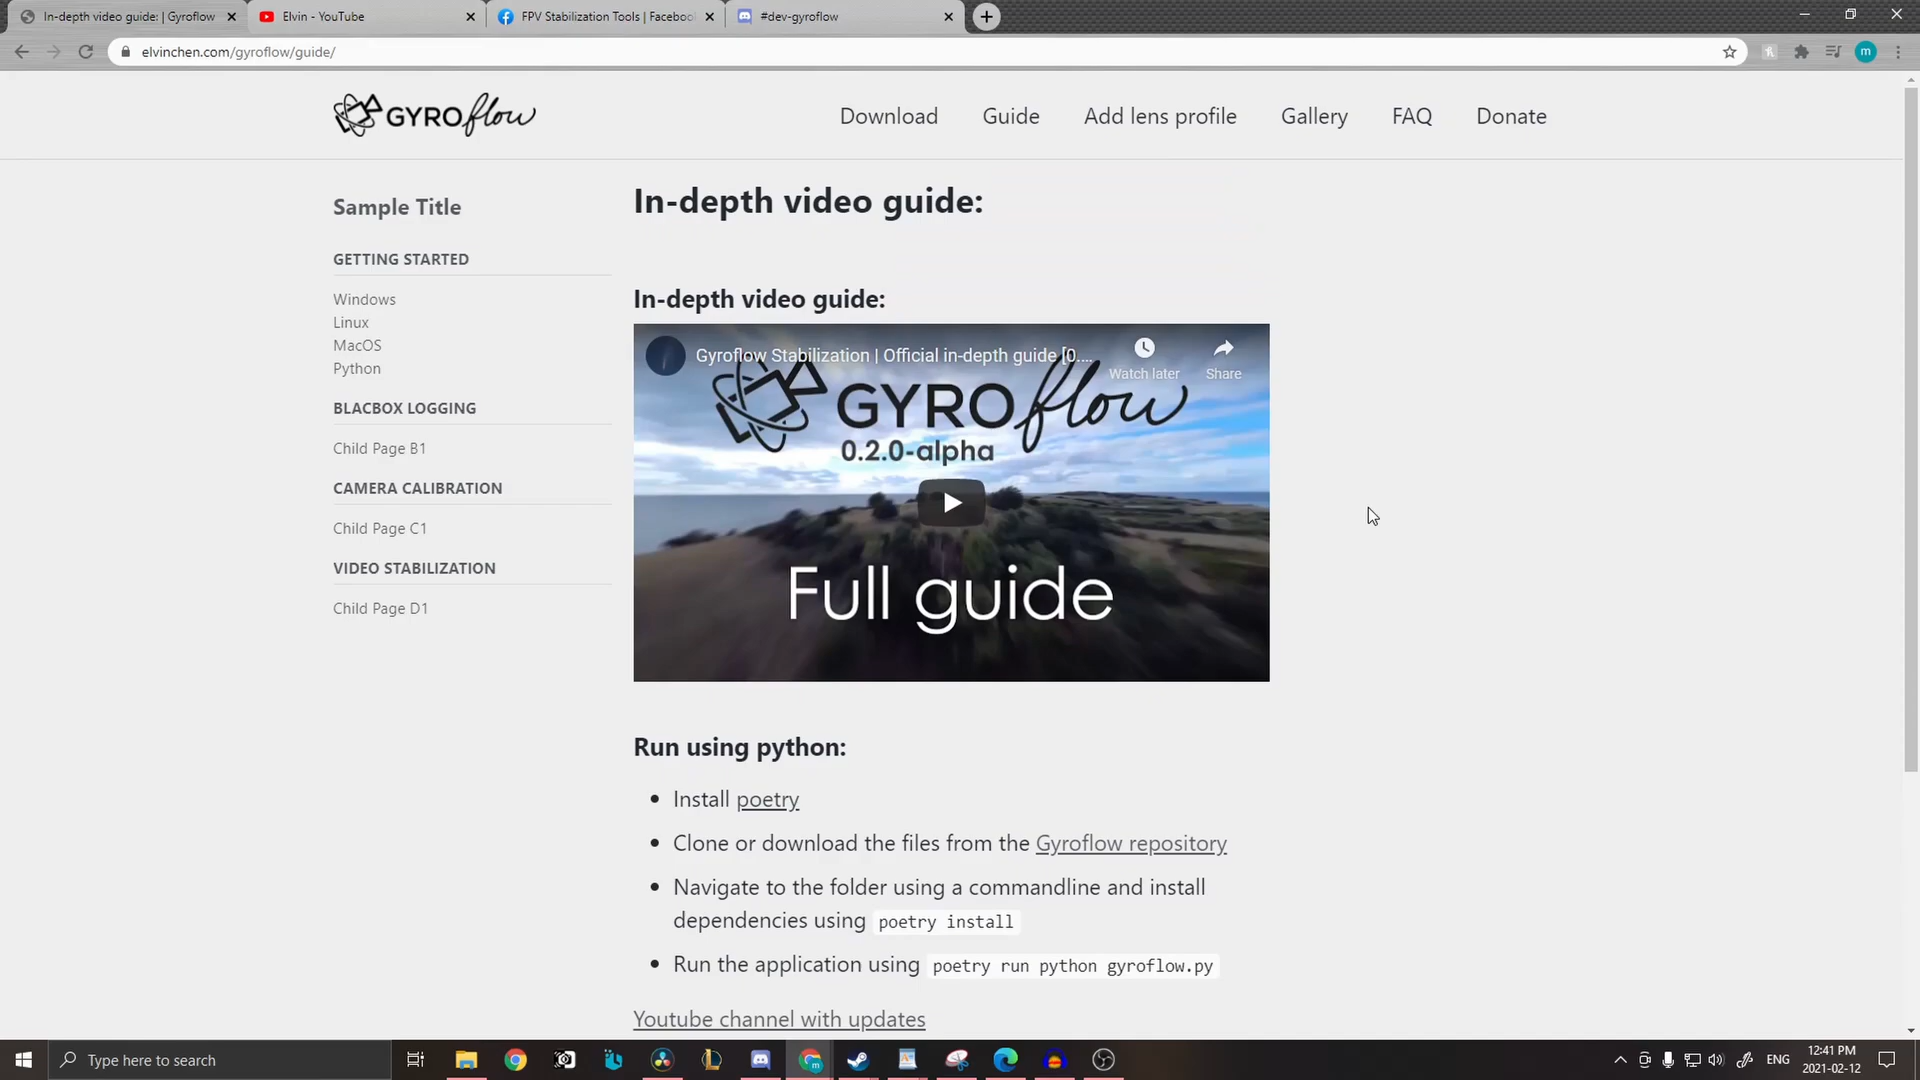 In-depth video guide: | Gyroflow
Elvin - YouTube
FPV Stabilization Tools | Faceboo
#dev-gyroflow
elvinchen.com/gyroflow/guide/
m
GYROflow
Download
Guide
Add lens profile
Gallery
FAQ
Donate
Sample Title
GETTING STARTED
Windows
Linux
MacOS
Python
BLACBOX LOGGING
Child Page B1
CAMERA CALIBRATION
Child Page C1
VIDEO STABILIZATION
Child Page D1
In-depth video guide:
In-depth video guide:
Gyroflow Stabilization | Official in-depth guide [0....
Watch later
Share
GYROflow
0.2.0-alpha
Full guide
Run using python:
Install poetry
Clone or download the files from the Gyroflow repository
Navigate to the folder using a commandline and install
dependencies using poetry install
Run the application using poetry run python gyroflow.py
Youtube channel with updates
Type here to search
ENG
12:41 PM
2021-02-12